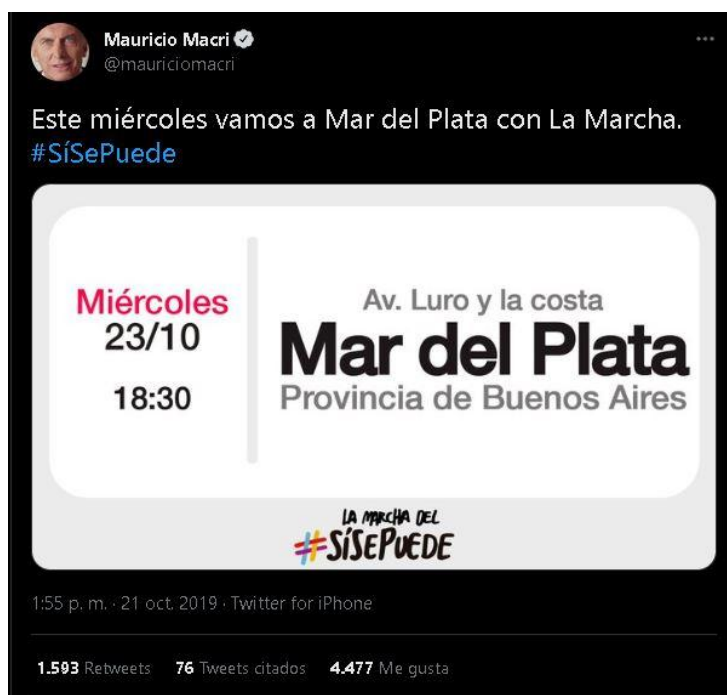 Mauricio Macri
@mauriciomacri
Este miércoles vamos a Mar del Plata con La Marcha.
#SíSePuede
Miércoles
23/10
18:30
Av. Luro y la costa
Mar del Plata
Provincia de Buenos Aires
LA MARCHA DEL
#SÍSEPUEDE
1:55 p. m. · 21 oct. 2019 · Twitter for iPhone
1.593 Retweets 76 Tweets citados 4.477 Me gusta